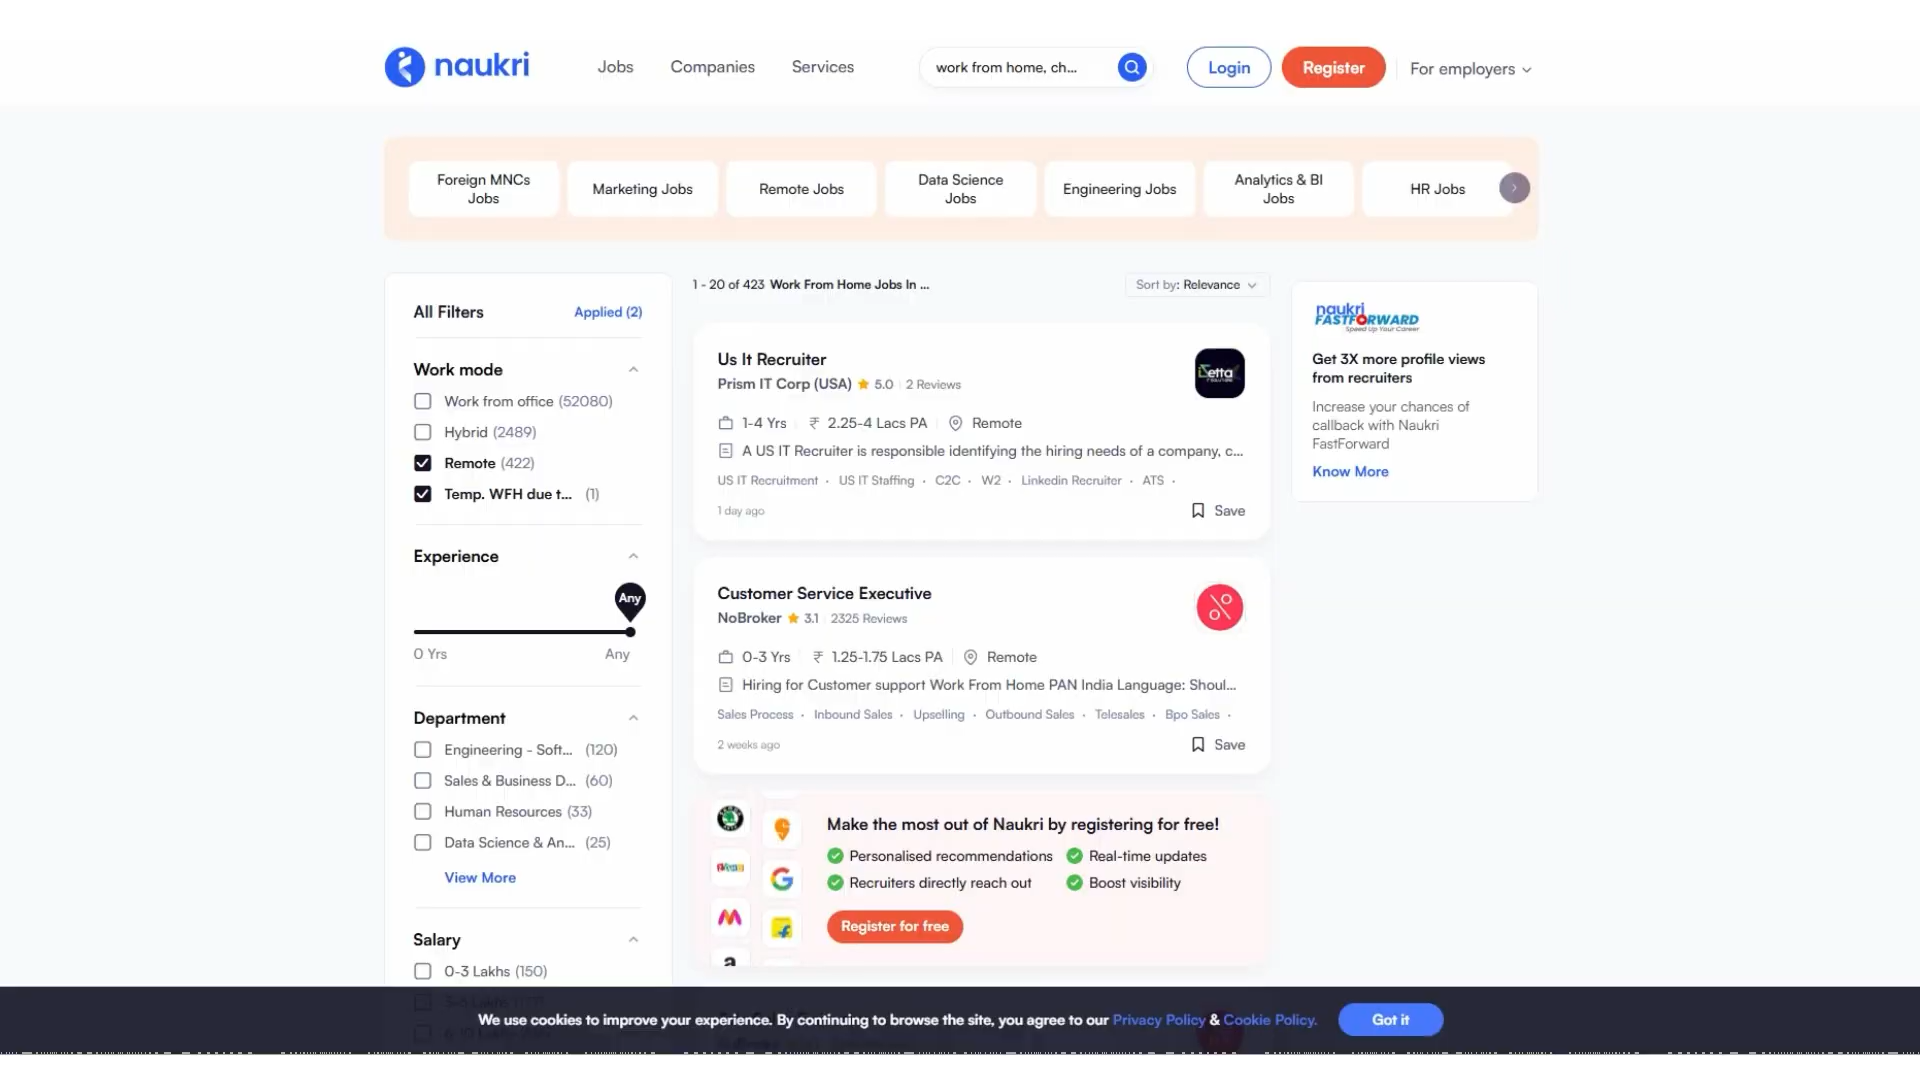 naukri
Jobs
Companies
Services
work from home, ch...
Login
Register
For employers
Foreign MNCs
Jobs
Marketing Jobs
Remote Jobs
Data Science
Jobs
Engineering Jobs
Analytics & BI
Jobs
HR Jobs
All Filters
Applied (2)
Work mode
Work from office (52080)
Hybrid (2489)
Remote (422)
Temp. WFH due t... (1)
Experience
Any
0 Yrs
Any
Department
Engineering - Soft... (120)
Sales & Business D... (60)
Human Resources (33)
Data Science & An... (25)
View More
Salary
0-3 Lakhs (150)
1 - 20 of 423 Work From Home Jobs In ...
Sort by: Relevance
Us It Recruiter
Prism IT Corp (USA) 5.0 2 Reviews
1-4 Yrs ₹ 2.25-4 Lacs PA Remote
A US IT Recruiter is responsible identifying the hiring needs of a company, c...
US IT Recruitment · US IT Staffing · C2C · W2 · Linkedin Recruiter · ATS ·
1 day ago
Save
Customer Service Executive
NoBroker 3.1 2325 Reviews
0-3 Yrs ₹ 1.25-1.75 Lacs PA Remote
Hiring for Customer support Work From Home PAN India Language: Shoul...
Sales Process · Inbound Sales · Upselling · Outbound Sales · Telesales · Bpo Sales ·
2 weeks ago
Save
Make the most out of Naukri by registering for free!
Personalised recommendations
Real-time updates
Recruiters directly reach out
Boost visibility
Register for free
naukri
FASTFORWARD
Speed Up Your Career
Get 3X more profile views
from recruiters
Increase your chances of
callback with Naukri
FastForward
Know More
We use cookies to improve your experience. By continuing to browse the site, you agree to our Privacy Policy & Cookie Policy.
Got it